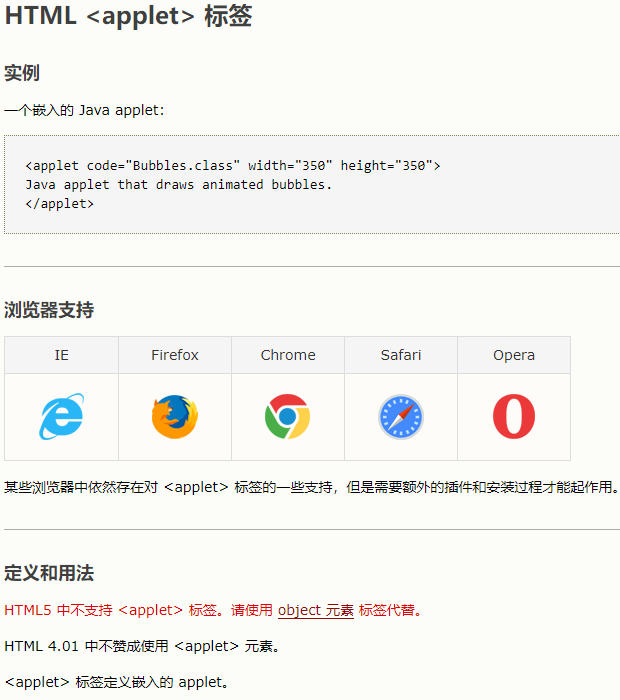 HTML <applet> 标签
实例
一个嵌入的 Java applet：
<applet code="Bubbles.class" width="350" height="350">
Java applet that draws animated bubbles.
</applet>
浏览器支持
IE Firefox Chrome Safari Opera
某些浏览器中依然存在对 <applet> 标签的一些支持，但是需要额外的插件和安装过程才能起作用。
定义和用法
HTML5 中不支持 <applet> 标签。请使用 object 元素 标签代替。
HTML 4.01 中不赞成使用 <applet> 元素。
<applet> 标签定义嵌入的 applet。